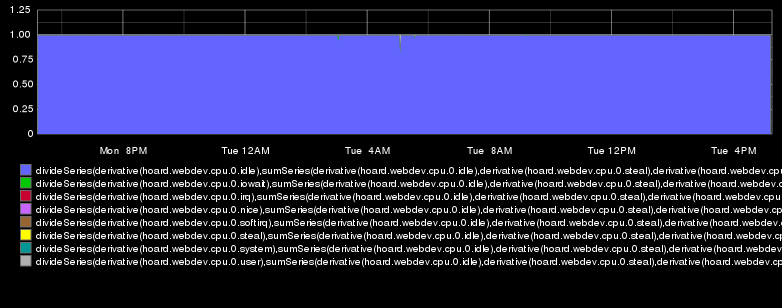 1.25
1.00
0.75
0.50
0.25
0
Mon 8PM Tue 12AM Tue 4AM Tue 8AM Tue 12PM Tue 4PM
divideSeries(derivative(hoard.webdev.cpu.0.idle),sumSeries(derivative(hoard.webdev.cpu.0.idle),derivative(hoard.webdev.cpu.0.steal),derivative(hoard.webdev.cpu
divideSeries(derivative(hoard.webdev.cpu.0.iowait),sumSeries(derivative(hoard.webdev.cpu.0.idle),derivative(hoard.webdev.cpu.0.steal),derivative(hoard.webdev.c
divideSeries(derivative(hoard.webdev.cpu.0.irq),sumSeries(derivative(hoard.webdev.cpu.0.idle),derivative(hoard.webdev.cpu.0.steal),derivative(hoard.webdev.cpu
divideSeries(derivative(hoard.webdev.cpu.0.nice),sumSeries(derivative(hoard.webdev.cpu.0.idle),derivative(hoard.webdev.cpu.0.steal),derivative(hoard.webdev.cp
divideSeries(derivative(hoard.webdev.cpu.0.softirq),sumSeries(derivative(hoard.webdev.cpu.0.idle),derivative(hoard.webdev.cpu.0.steal),derivative(hoard.webdev.c
divideSeries(derivative(hoard.webdev.cpu.0.steal),sumSeries(derivative(hoard.webdev.cpu.0.idle),derivative(hoard.webdev.cpu.0.steal),derivative(hoard.webdev.cp
divideSeries(derivative(hoard.webdev.cpu.0.system),sumSeries(derivative(hoard.webdev.cpu.0.idle),derivative(hoard.webdev.cpu.0.steal),derivative(hoard.webdev
divideSeries(derivative(hoard.webdev.cpu.0.user),sumSeries(derivative(hoard.webdev.cpu.0.idle),derivative(hoard.webdev.cpu.0.steal),derivative(hoard.webdev.cp